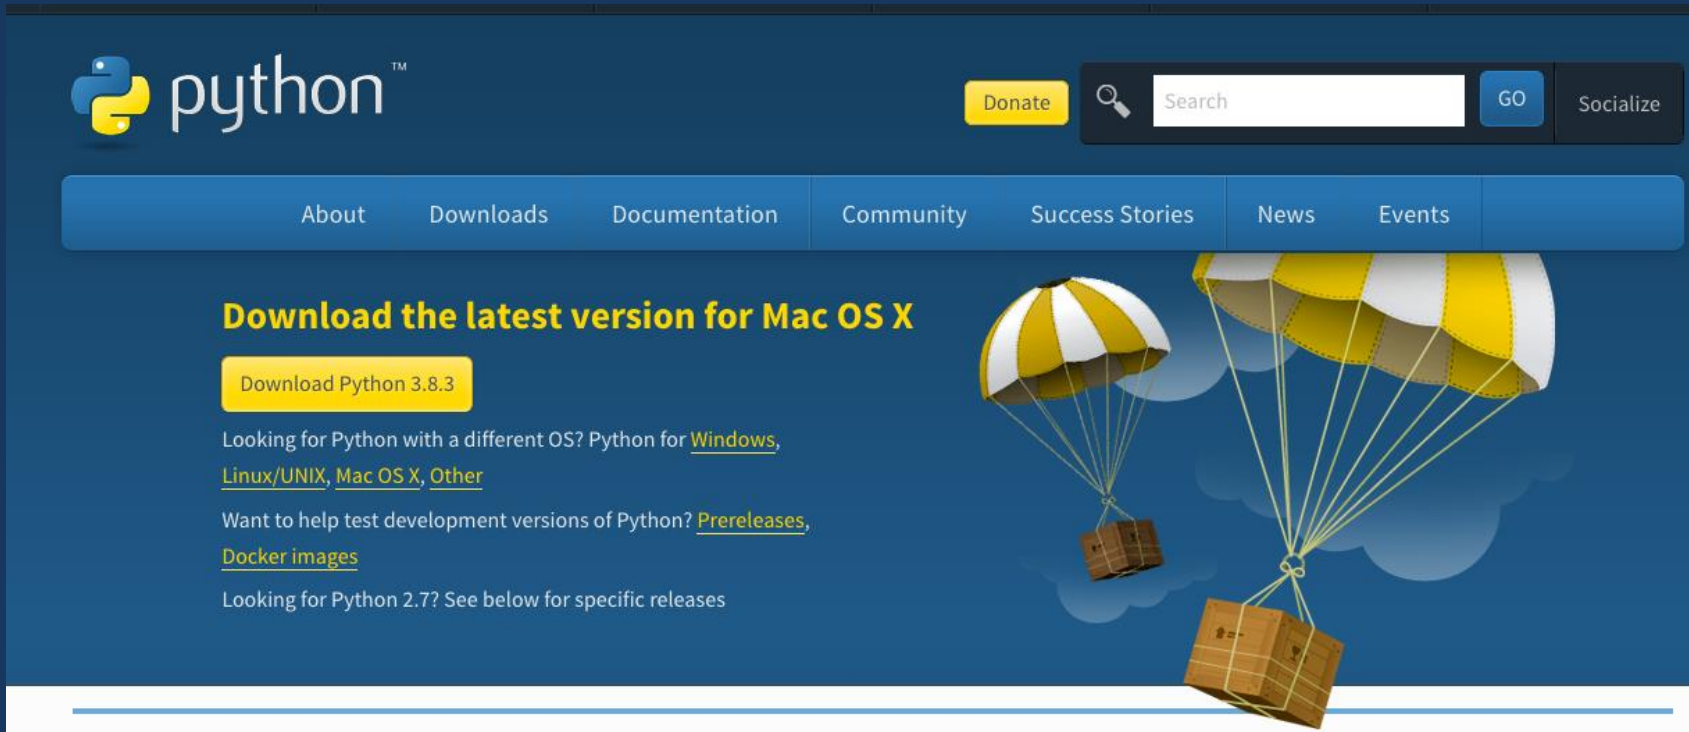 python™
Donate
Search
GO
Socialize
About
Downloads
Documentation
Community
Success Stories
News
Events
Download the latest version for Mac OS X
Download Python 3.8.3
Looking for Python with a different OS? Python for Windows,
Linux/UNIX, Mac OS X, Other
Want to help test development versions of Python? Prereleases,
Docker images
Looking for Python 2.7? See below for specific releases